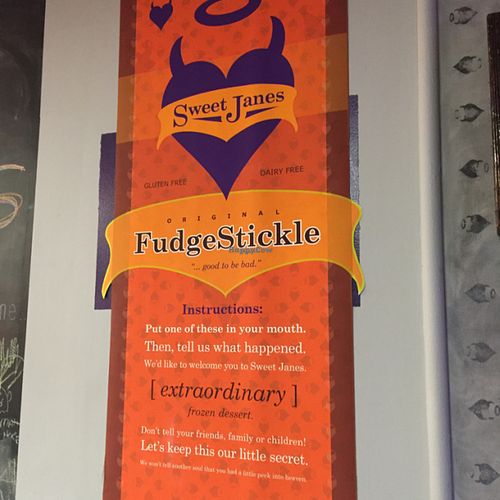 Sweet Janes
GLUTEN FREE
DAIRY FREE
ORIGINAL
FudgeStickle
HappyCow
"... good to be bad."
Instructions:
Put one of these in your mouth.
Then, tell us what happened.
We'd like to welcome you to Sweet Janes.
[ extraordinary ]
frozen dessert.
Don't tell your friends, family or children!
Let's keep this our little secret.
We won't tell another soul that you had a little peek into heaven.